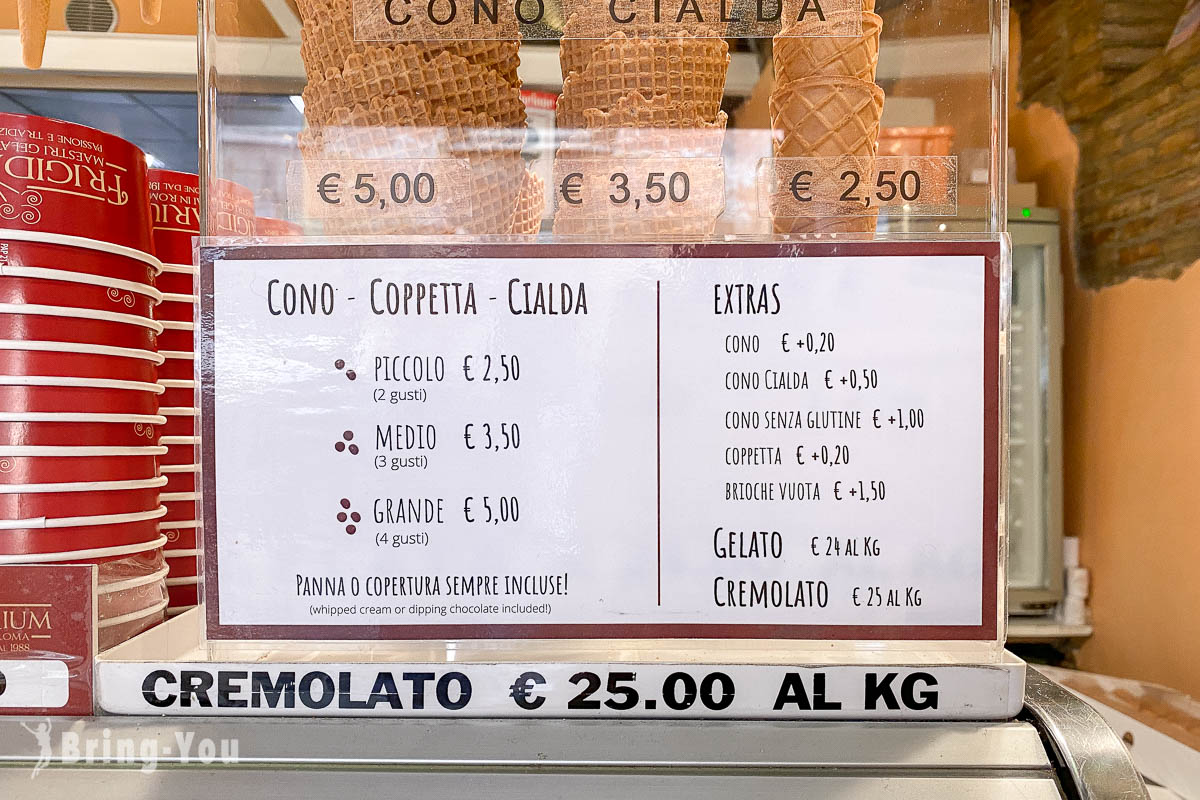 CONO CIALDA
€ 5,00
€ 3,50
€ 2,50
MAESTRI GELATI
PASSIONE E TRADIZ
FRIGID
Cono - Coppetta - Cialda
PICCOLO € 2,50
(2 gusti)
MEDIO € 3,50
(3 gusti)
GRANDE € 5,00
(4 gusti)
Panna o copertura sempre incluse!
(whipped cream or dipping chocolate included!)
EXTRAS
CONO € +0,20
CONO CIALDA € +0,50
CONO SENZA GLUTINE € +1,00
COPPETTA € +0,20
BRIOCHE VUOTA € +1,50
Gelato € 24 al Kg
Cremolato € 25 al Kg
RIUM
ROMA
AL 1988
CREMOLATO € 25.00 AL KG
Bring-You